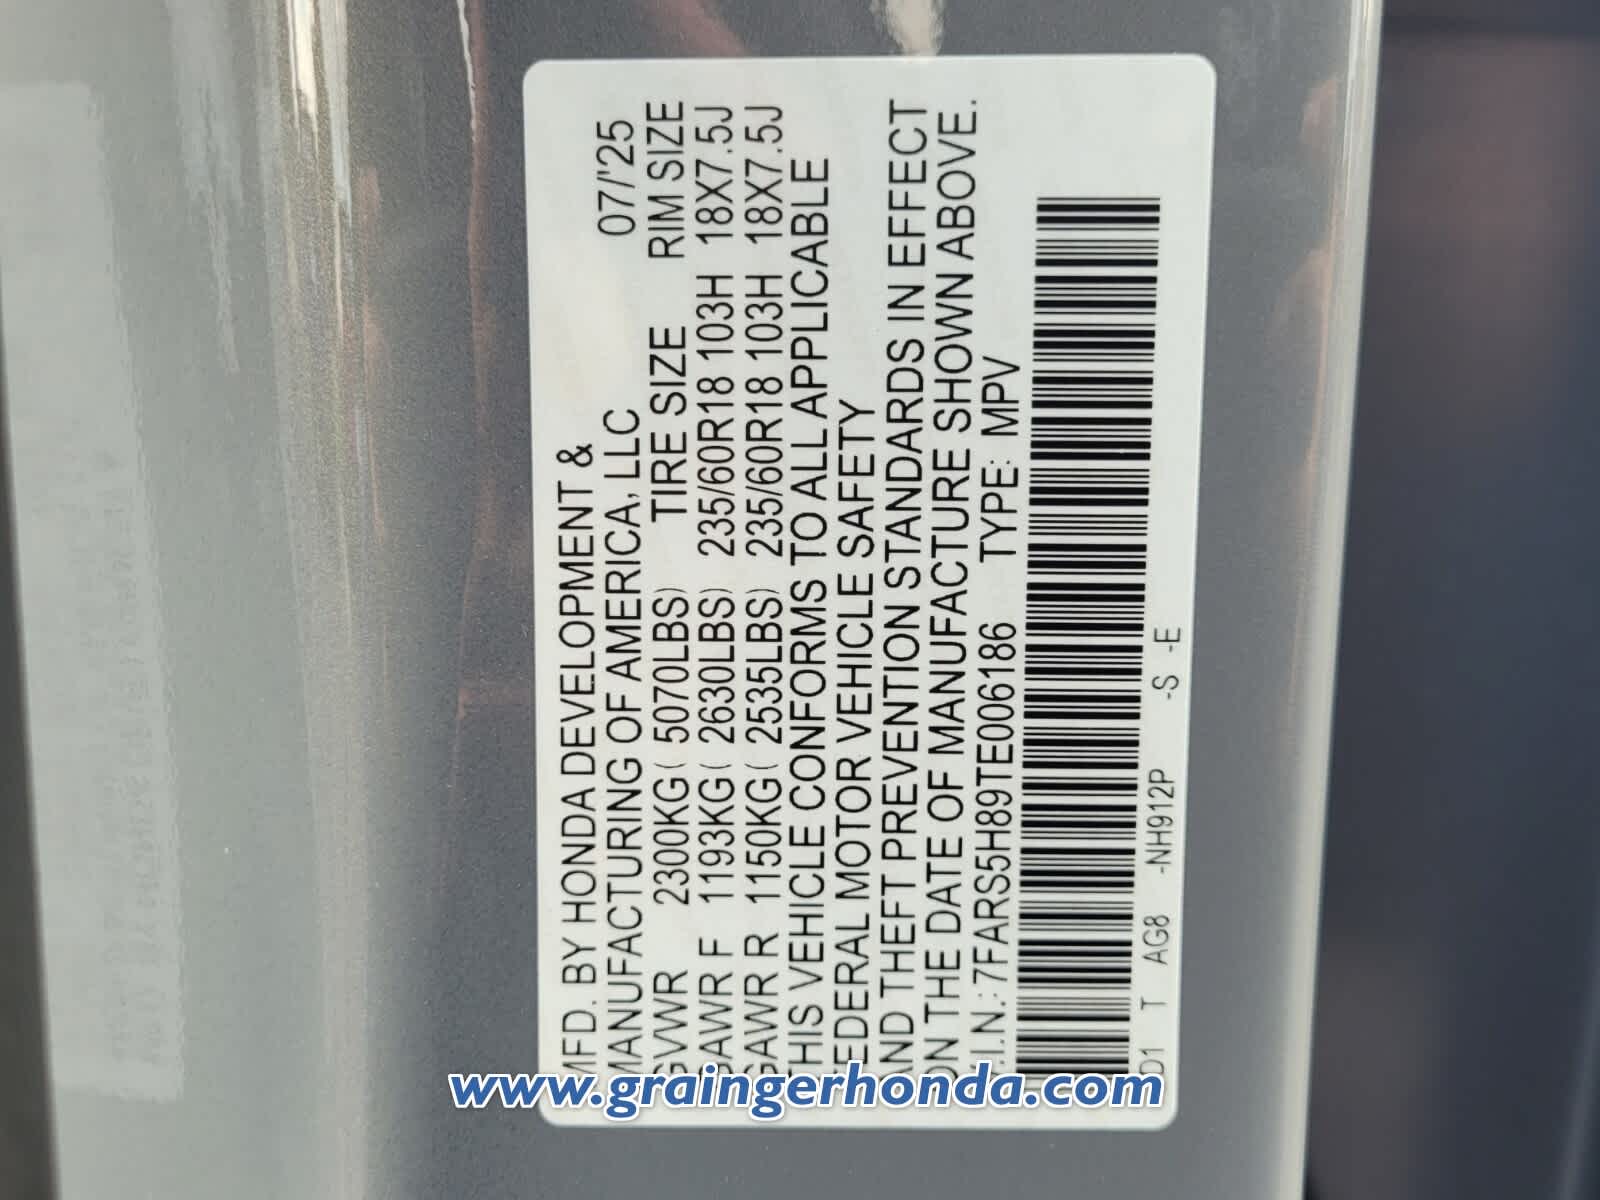 MFD. BY HONDA DEVELOPMENT & 07/'25
MANUFACTURING OF AMERICA, LLC
GVWR 2300KG( 5070LBS) TIRE SIZE RIM SIZE
GAWR F 1193KG( 2630LBS) 235/60R18 103H 18X7.5J
GAWR R 1150KG( 2535LBS) 235/60R18 103H 18X7.5J
THIS VEHICLE CONFORMS TO ALL APPLICABLE
FEDERAL MOTOR VEHICLE SAFETY
AND THEFT PREVENTION STANDARDS IN EFFECT
ON THE DATE OF MANUFACTURE SHOWN ABOVE.
V.I.N.: 7FARS5H89TE006186 TYPE: MPV
D1 T AG8 -NH912P -S -E
www.graingerhonda.com